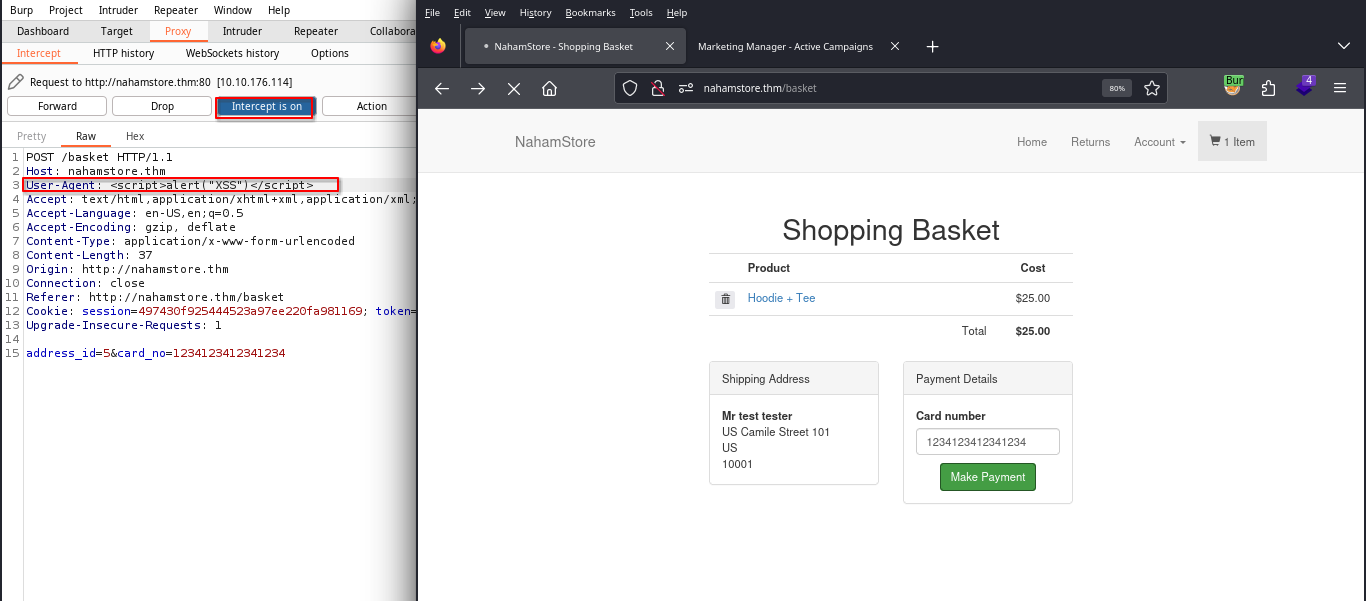 Burp Project Intruder Repeater Window Help
Dashboard Target Proxy Intruder Repeater Collabora
Intercept HTTP history WebSockets history Options
Request to http://nahamstore.thm:80 [10.10.176.114]
Forward Drop Intercept is on Action
Pretty Raw Hex
1 POST /basket HTTP/1.1
2 Host: nahamstore.thm
3 User-Agent: <script>alert("XSS")</script>
4 Accept: text/html,application/xhtml+xml,application/xml;
5 Accept-Language: en-US,en;q=0.5
6 Accept-Encoding: gzip, deflate
7 Content-Type: application/x-www-form-urlencoded
8 Content-Length: 37
9 Origin: http://nahamstore.thm
10 Connection: close
11 Referer: http://nahamstore.thm/basket
12 Cookie: session=497430f925444523a97ee220fa981169; token=
13 Upgrade-Insecure-Requests: 1
14
15 address_id=5&card_no=1234123412341234
File Edit View History Bookmarks Tools Help
• NahamStore - Shopping Basket Marketing Manager - Active Campaigns
nahamstore.thm/basket 80% Bur 4
NahamStore Home Returns Account 1 Item
Shopping Basket
Product Cost
Hoodie + Tee $25.00
Total $25.00
Shipping Address
Mr test tester
US Camile Street 101
US
10001
Payment Details
Card number
1234123412341234
Make Payment